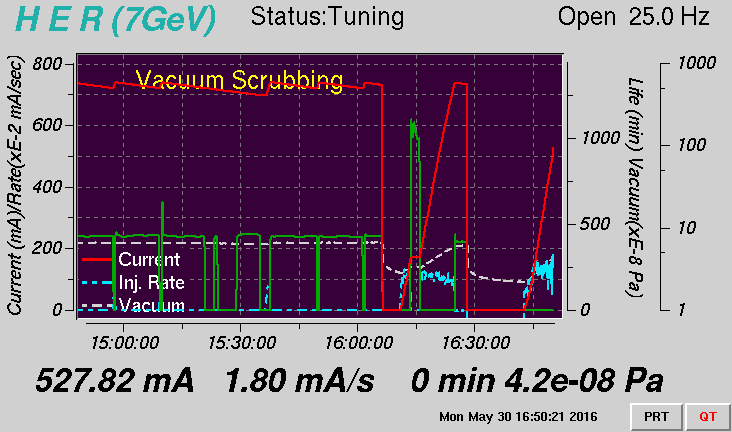 H E R (7GeV) Status:Tuning Open 25.0 Hz
Vacuum Scrubbing
Current (mA)/Rate(xE-2 mA/sec)
800
600
400
200
0
Current
Inj. Rate
Vacuum
15:00:00 15:30:00 16:00:00 16:30:00
1000
500
0
Life (min) Vacuum(xE-8 Pa)
1000
100
10
1
527.82 mA 1.80 mA/s 0 min 4.2e-08 Pa
Mon May 30 16:50:21 2016 PRT QT